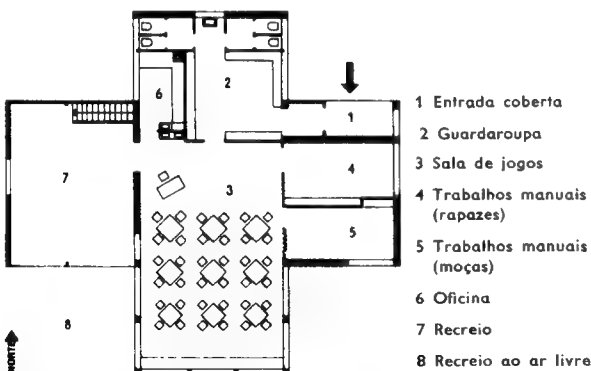 2
6
1
7
3
4
5
8
NORTE
1 Entrada coberta
2 Guardaroupa
3 Sala de jogos
4 Trabalhos manuais
(rapazes)
5 Trabalhos manuais
(moças)
6 Oficina
7 Recreio
8 Recreio ao ar livre